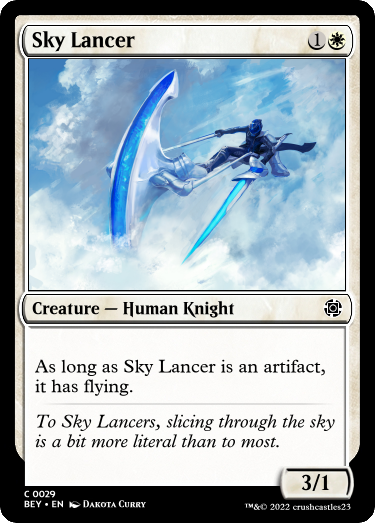 Sky Lancer 1
Creature — Human Knight
As long as Sky Lancer is an artifact,
it has flying.
To Sky Lancers, slicing through the sky
is a bit more literal than to most.
3/1
C 0029
BEY • EN Dakota Curry
™&© 2022 crushcastles23